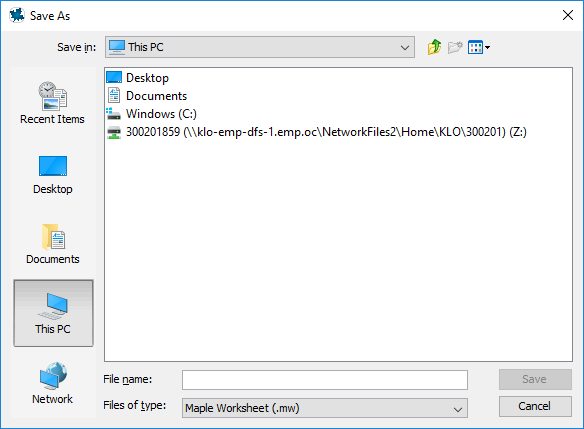 Save As
Save in:
This PC
Recent Items
Desktop
Documents
This PC
Network
Desktop
Documents
Windows (C:)
300201859 (\\klo-emp-dfs-1.emp.oc\NetworkFiles2\Home\KLO\300201) (Z:)
File name:
Save
Files of type:
Maple Worksheet (.mw)
Cancel